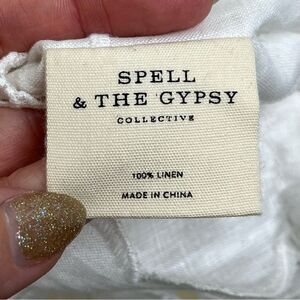 SPELL
& THE GYPSY
COLLECTIVE
100% LINEN
MADE IN CHINA